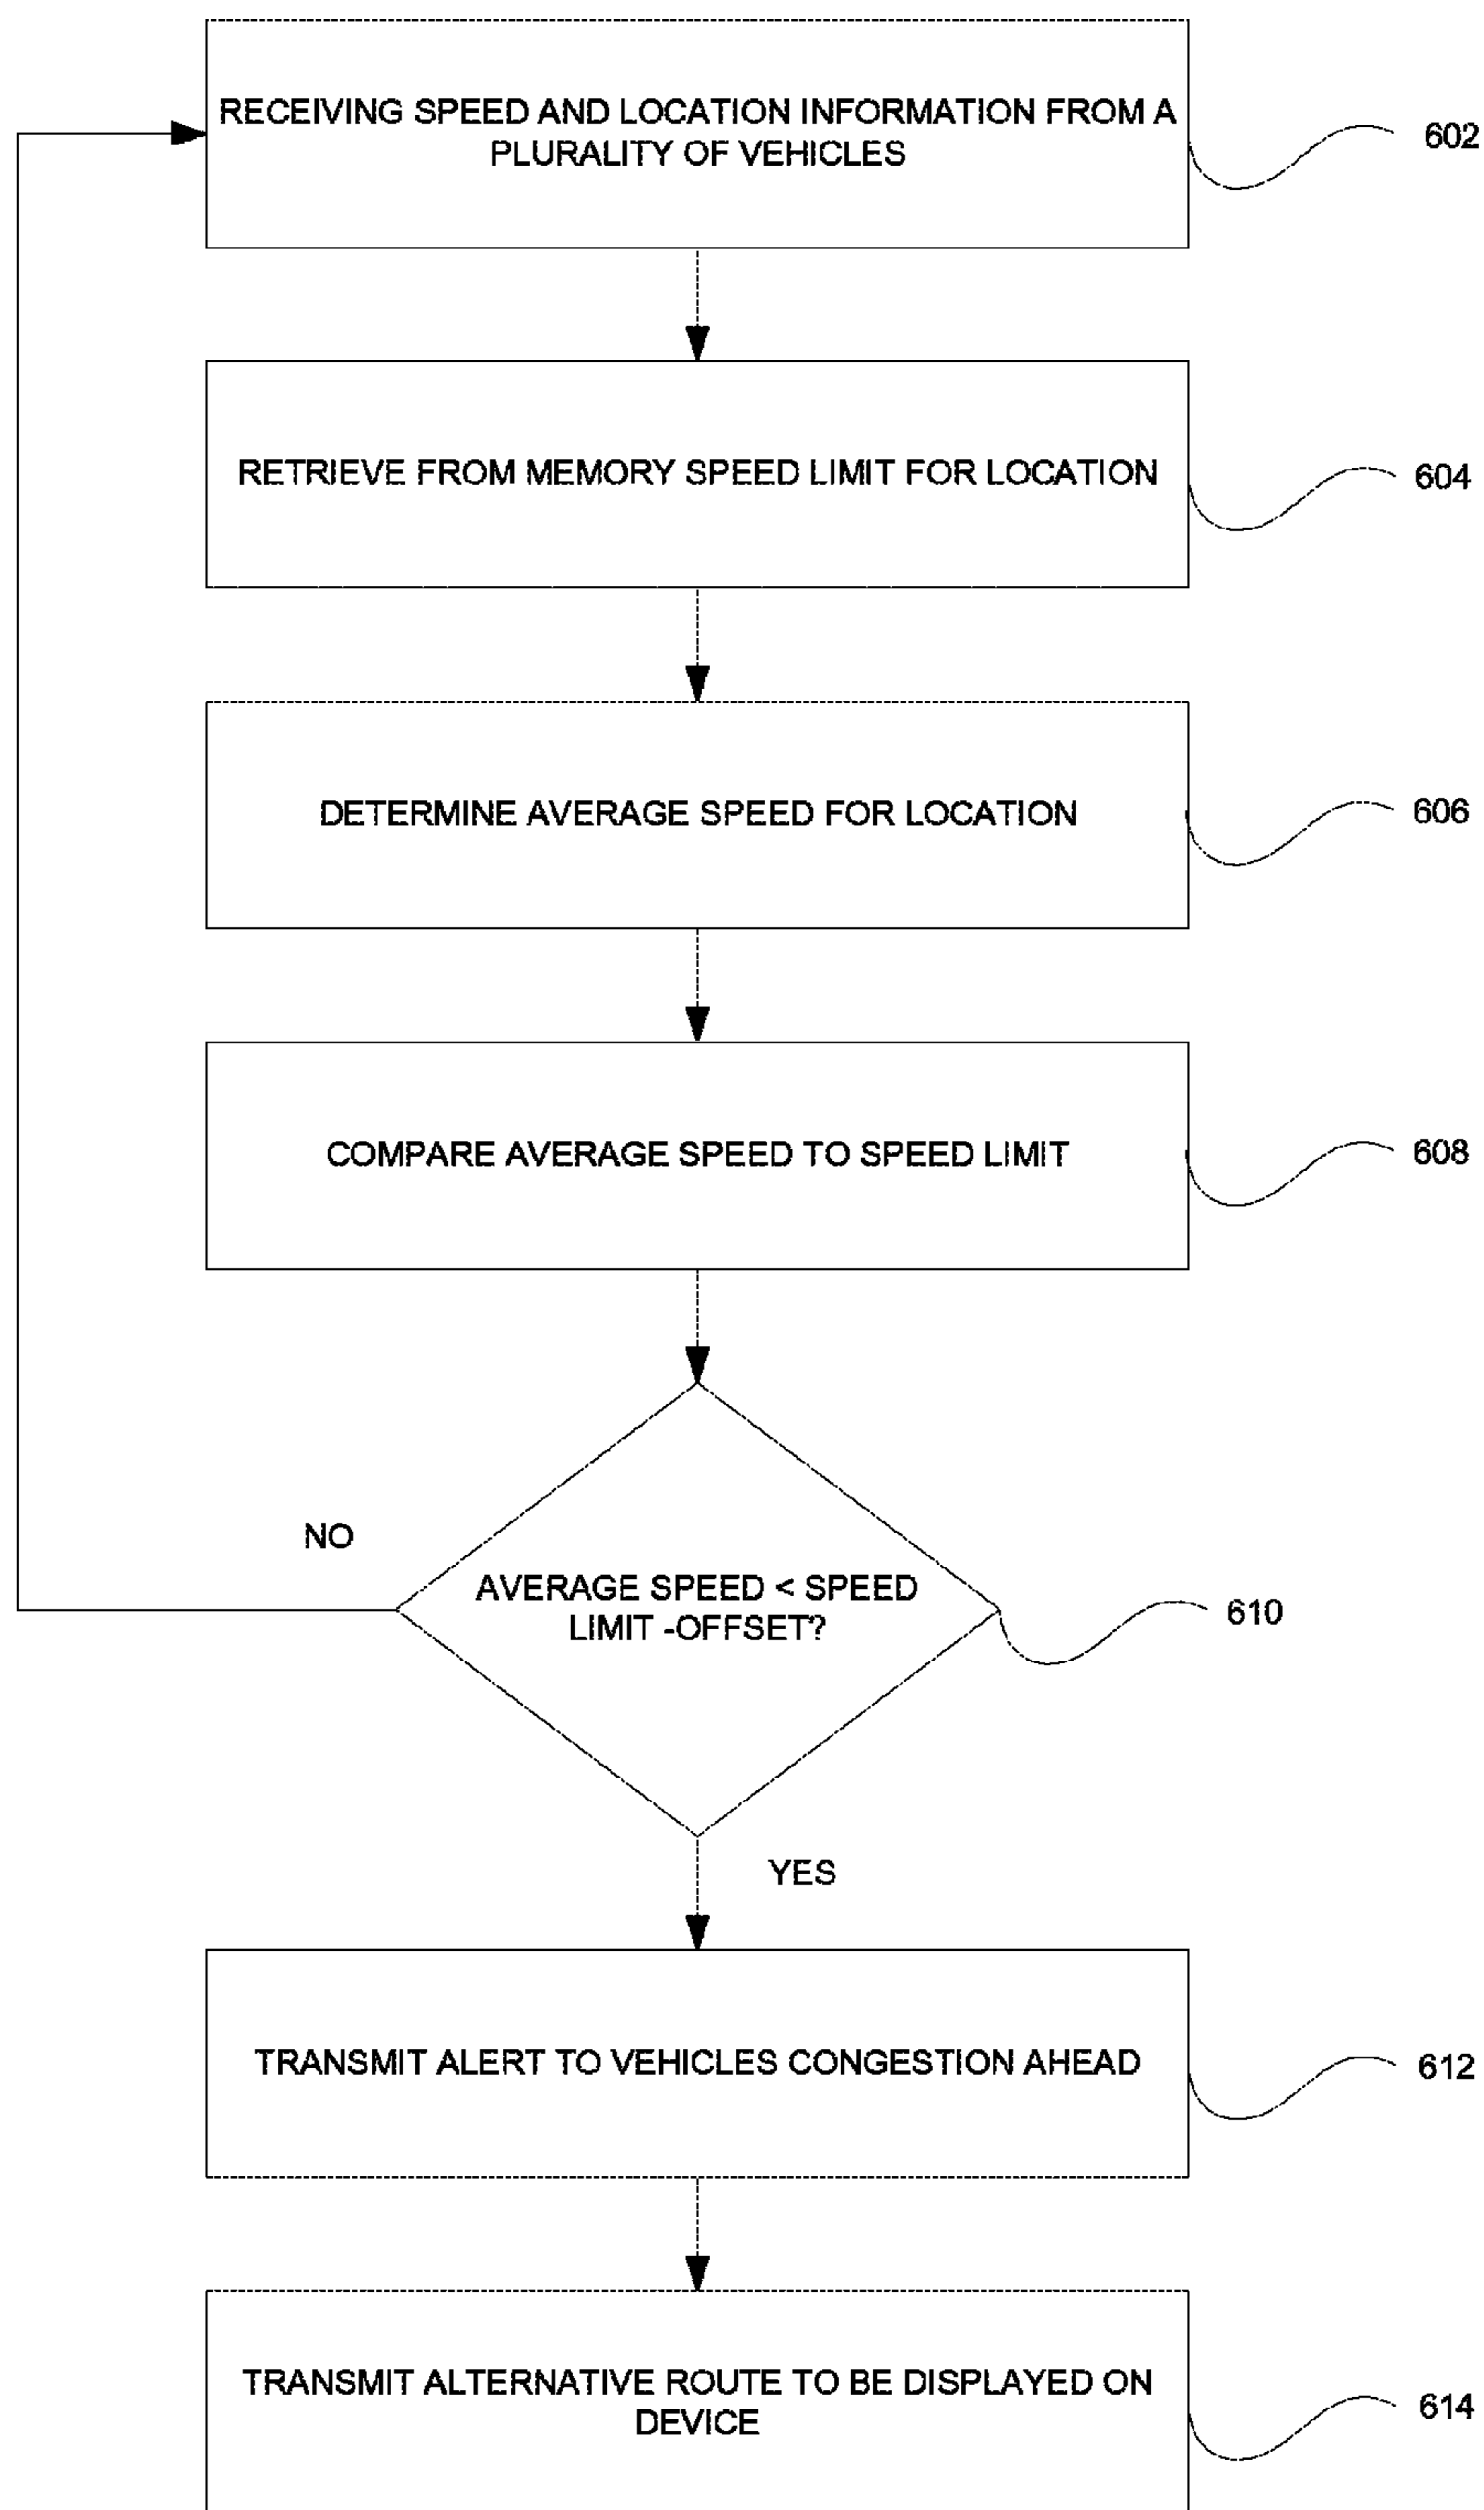 RECEIVING SPEED AND LOCATION INFORMATION FROM A
PLURALITY OF VEHICLES
602
RETRIEVE FROM MEMORY SPEED LIMIT FOR LOCATION
604
DETERMINE AVERAGE SPEED FOR LOCATION
606
COMPARE AVERAGE SPEED TO SPEED LIMIT
608
NO
AVERAGE SPEED < SPEED
LIMIT -OFFSET?
610
YES
TRANSMIT ALERT TO VEHICLES CONGESTION AHEAD
612
TRANSMIT ALTERNATIVE ROUTE TO BE DISPLAYED ON
DEVICE
614